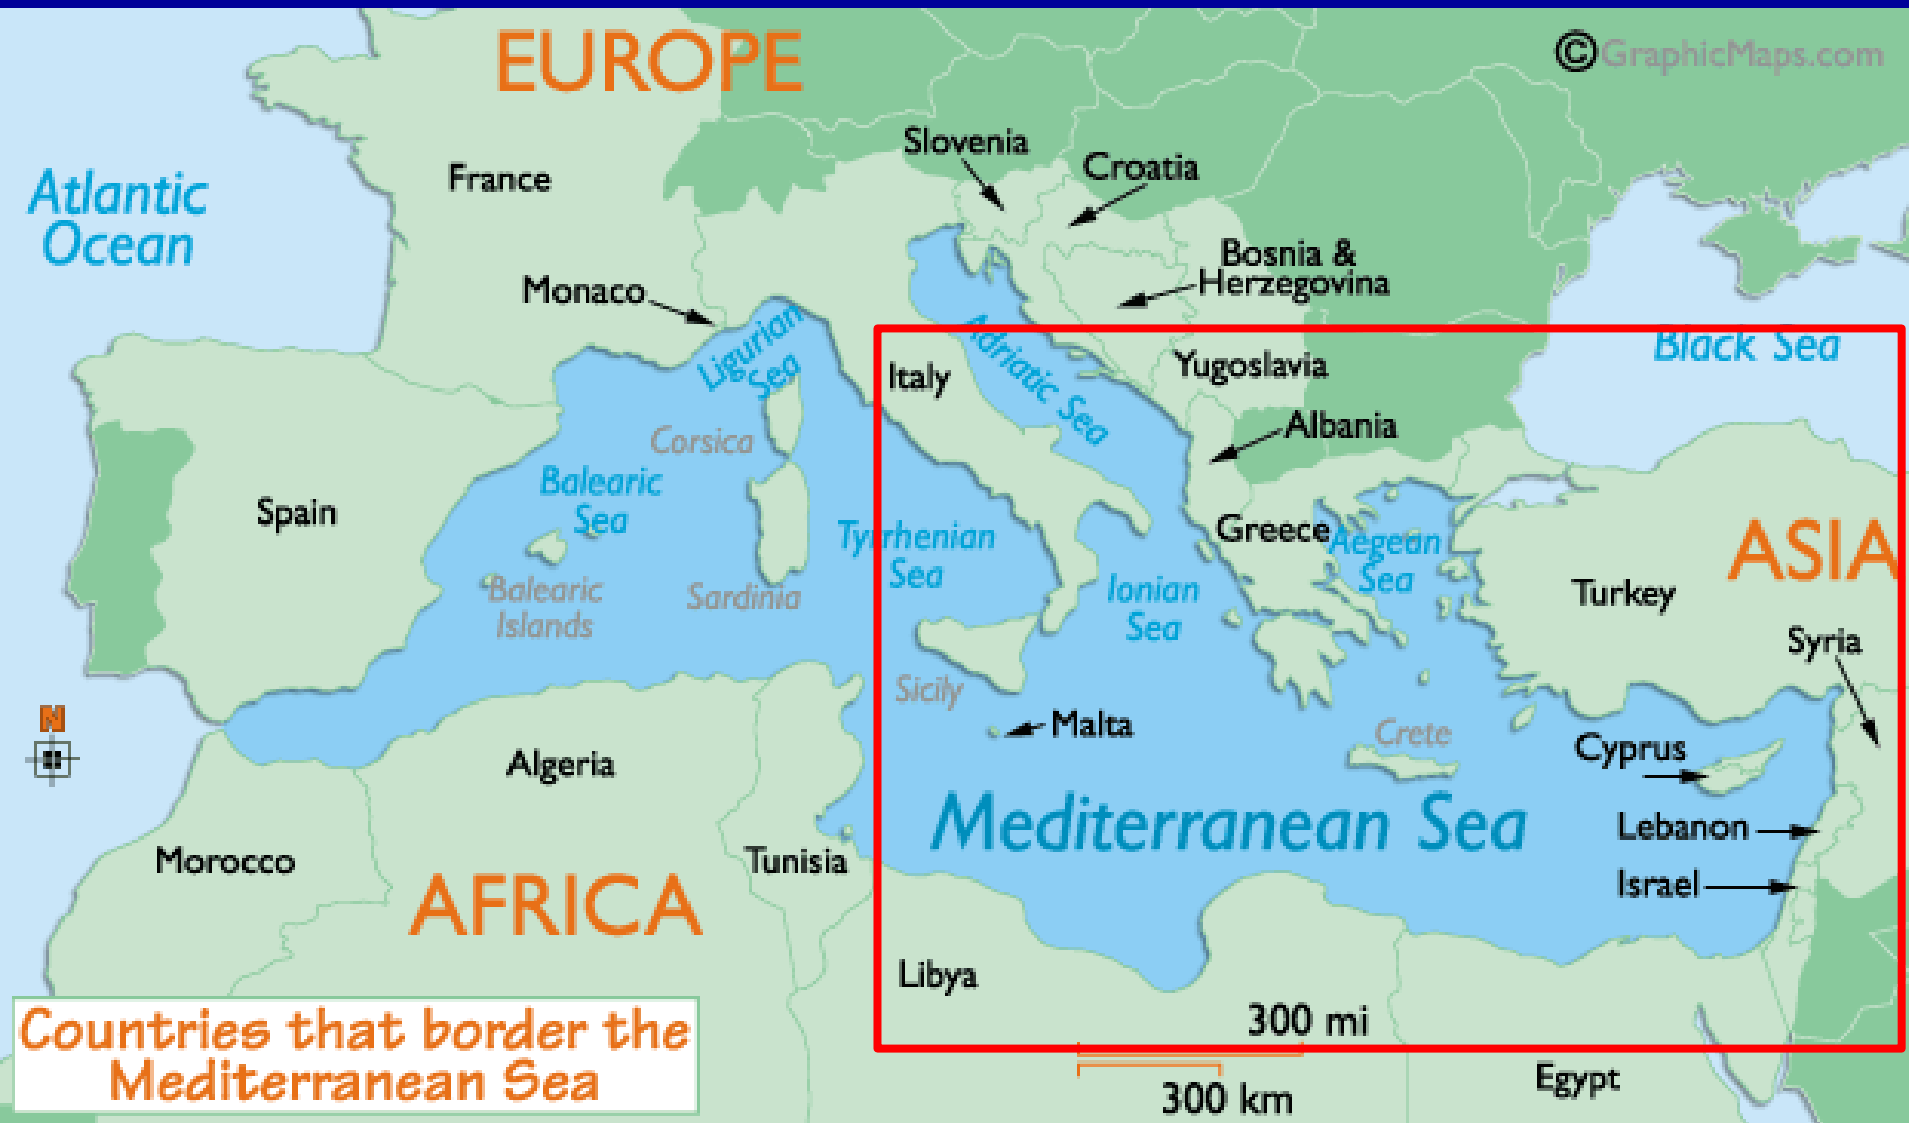 EUROPE
©GraphicMaps.com
Slovenia
Croatia
Atlantic
Ocean
France
Bosnia &
Herzegovina
Monaco
Ligurian
Sea
Adriatic Sea
Black Sea
Italy
Yugoslavia
Albania
Corsica
Balearic
Sea
Spain
Tyrrhenian
Sea
Greece
Aegean
Sea
ASIA
Balearic
Islands
Sardinia
Ionian
Sea
Turkey
Syria
Sicily
N
Malta
Crete
Cyprus
Algeria
Mediterranean Sea
Lebanon
Morocco
Tunisia
Israel
AFRICA
Libya
300 mi
300 km
Egypt
Countries that border the
Mediterranean Sea